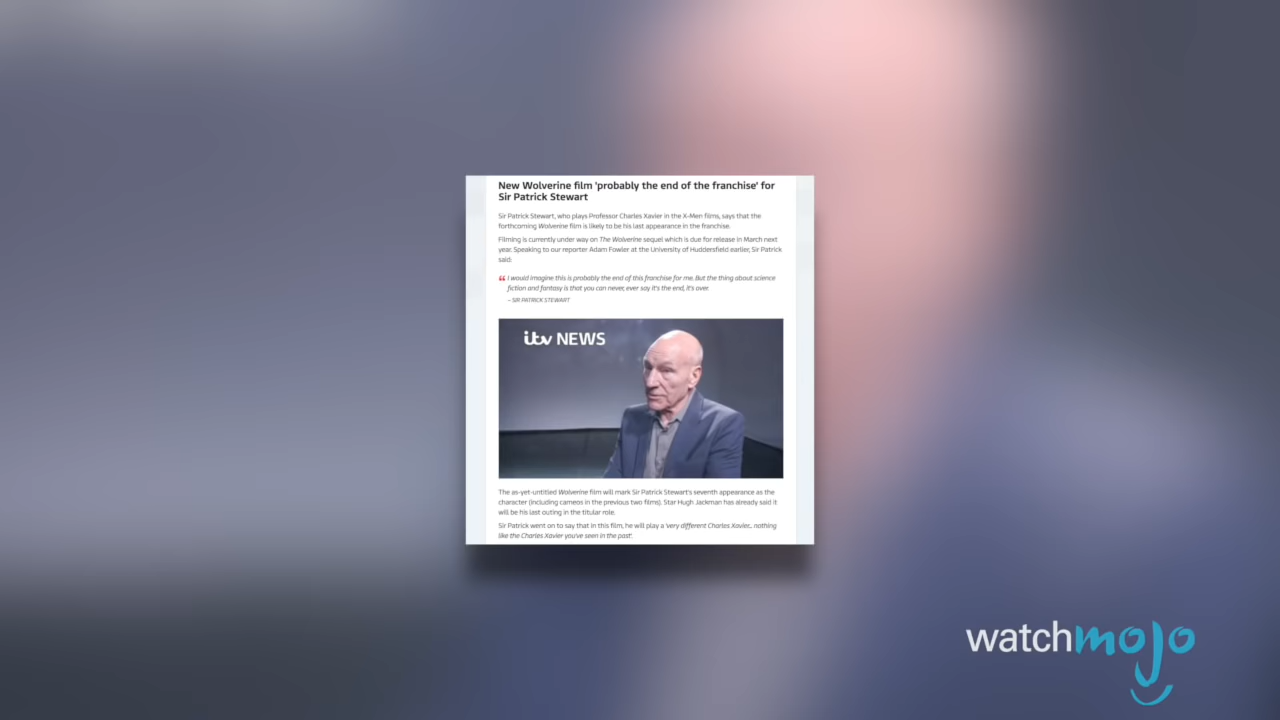 New Wolverine film 'probably the end of the franchise' for
Sir Patrick Stewart
Sir Patrick Stewart, who plays Professor Charles Xavier in the X-Men films, says that the
forthcoming Wolverine film is likely to be his last appearance in the franchise.
Filming is currently under way on The Wolverine sequel which is due for release in March next
year. Speaking to our reporter Adam Fowler at the University of Huddersfield earlier, Sir Patrick
said:
“ I would imagine this is probably the end of this franchise for me. But the thing about science
fiction and fantasy is that you can never, ever say it's the end, it's over.
– SIR PATRICK STEWART
itv NEWS
The as-yet-untitled Wolverine film will mark Sir Patrick Stewart's seventh appearance as the
character (including cameos in the previous two films). Star Hugh Jackman has already said it
will be his last outing in the titular role.
Sir Patrick went on to say that in this film, he will play a 'very different Charles Xavier... nothing
like the Charles Xavier you've seen in the past'.
watchmojo